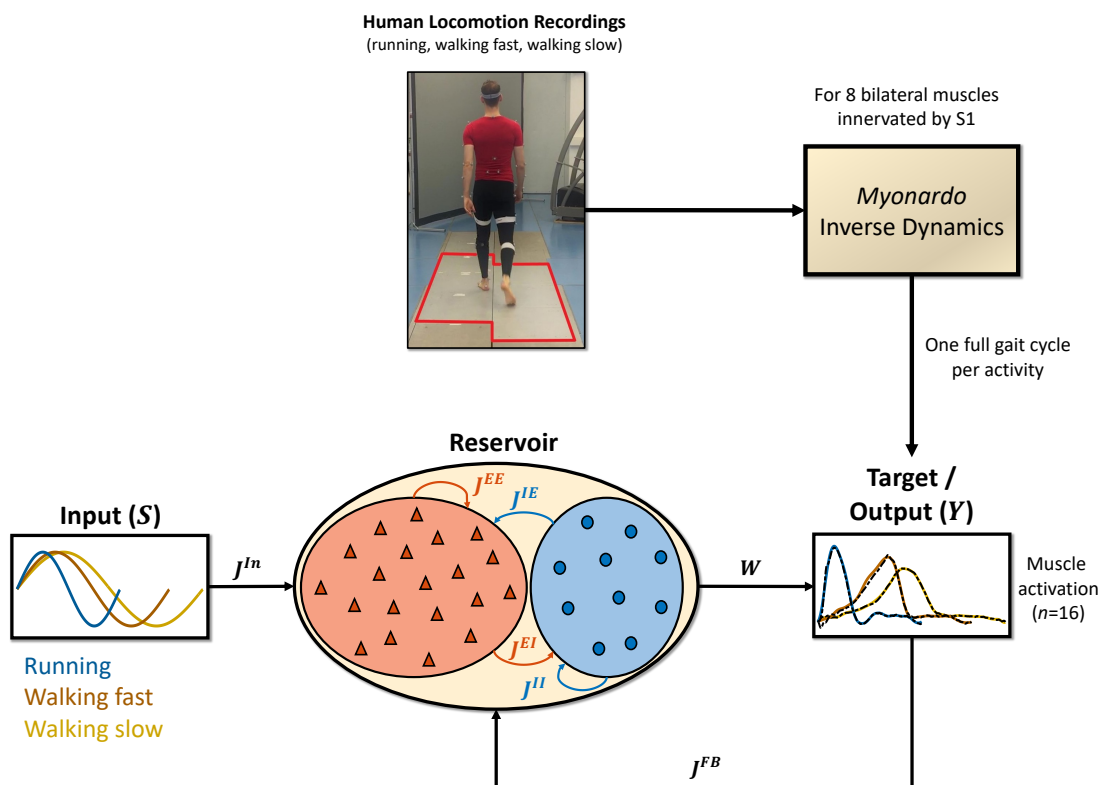 Human Locomotion Recordings
(running, walking fast, walking slow)
For 8 bilateral muscles
innervated by S1
Myonardo
Inverse Dynamics
One full gait cycle
per activity
Reservoir
Target /
Output (Y)
Input (S)
J^{EE}
J^{IE}
J^{In}
W
Muscle
activation
(n=16)
J^{EI}
J^{II}
Running
Walking fast
Walking slow
J^{FB}